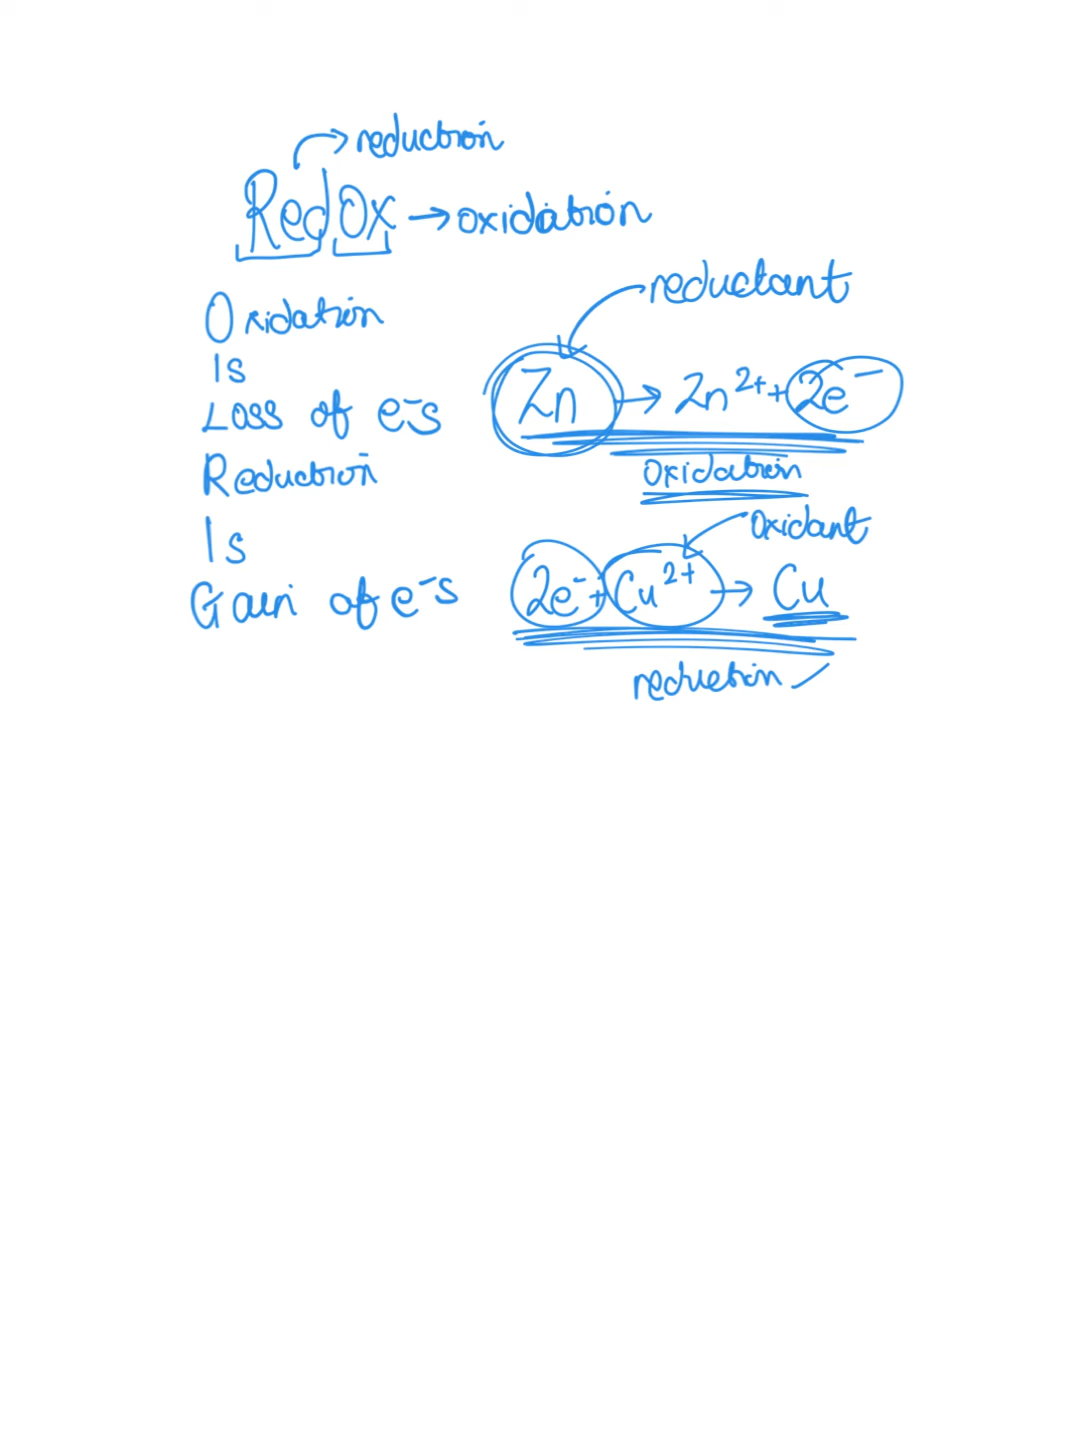 → reduction
RedOx → oxidation
Oxidation
Is
Loss of e⁻s
Reduction
Is
Gain of e⁻s
reductant
Zn → Zn²⁺ + 2e⁻
oxidation
oxidant
2e⁻ + Cu²⁺ → Cu
reduction